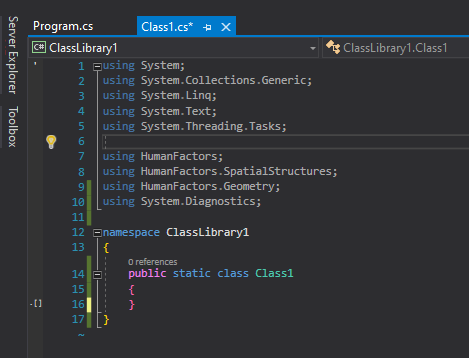 Program.cs
Class1.cs*
Server Explorer
Toolbox
C# ClassLibrary1
ClassLibrary1.Class1
1 using System;
2 using System.Collections.Generic;
3 using System.Linq;
4 using System.Text;
5 using System.Threading.Tasks;
6
7 using HumanFactors;
8 using HumanFactors.SpatialStructures;
9 using HumanFactors.Geometry;
10 using System.Diagnostics;
11
12 namespace ClassLibrary1
13 {
0 references
14 public static class Class1
15 {
16 }
17 }
~